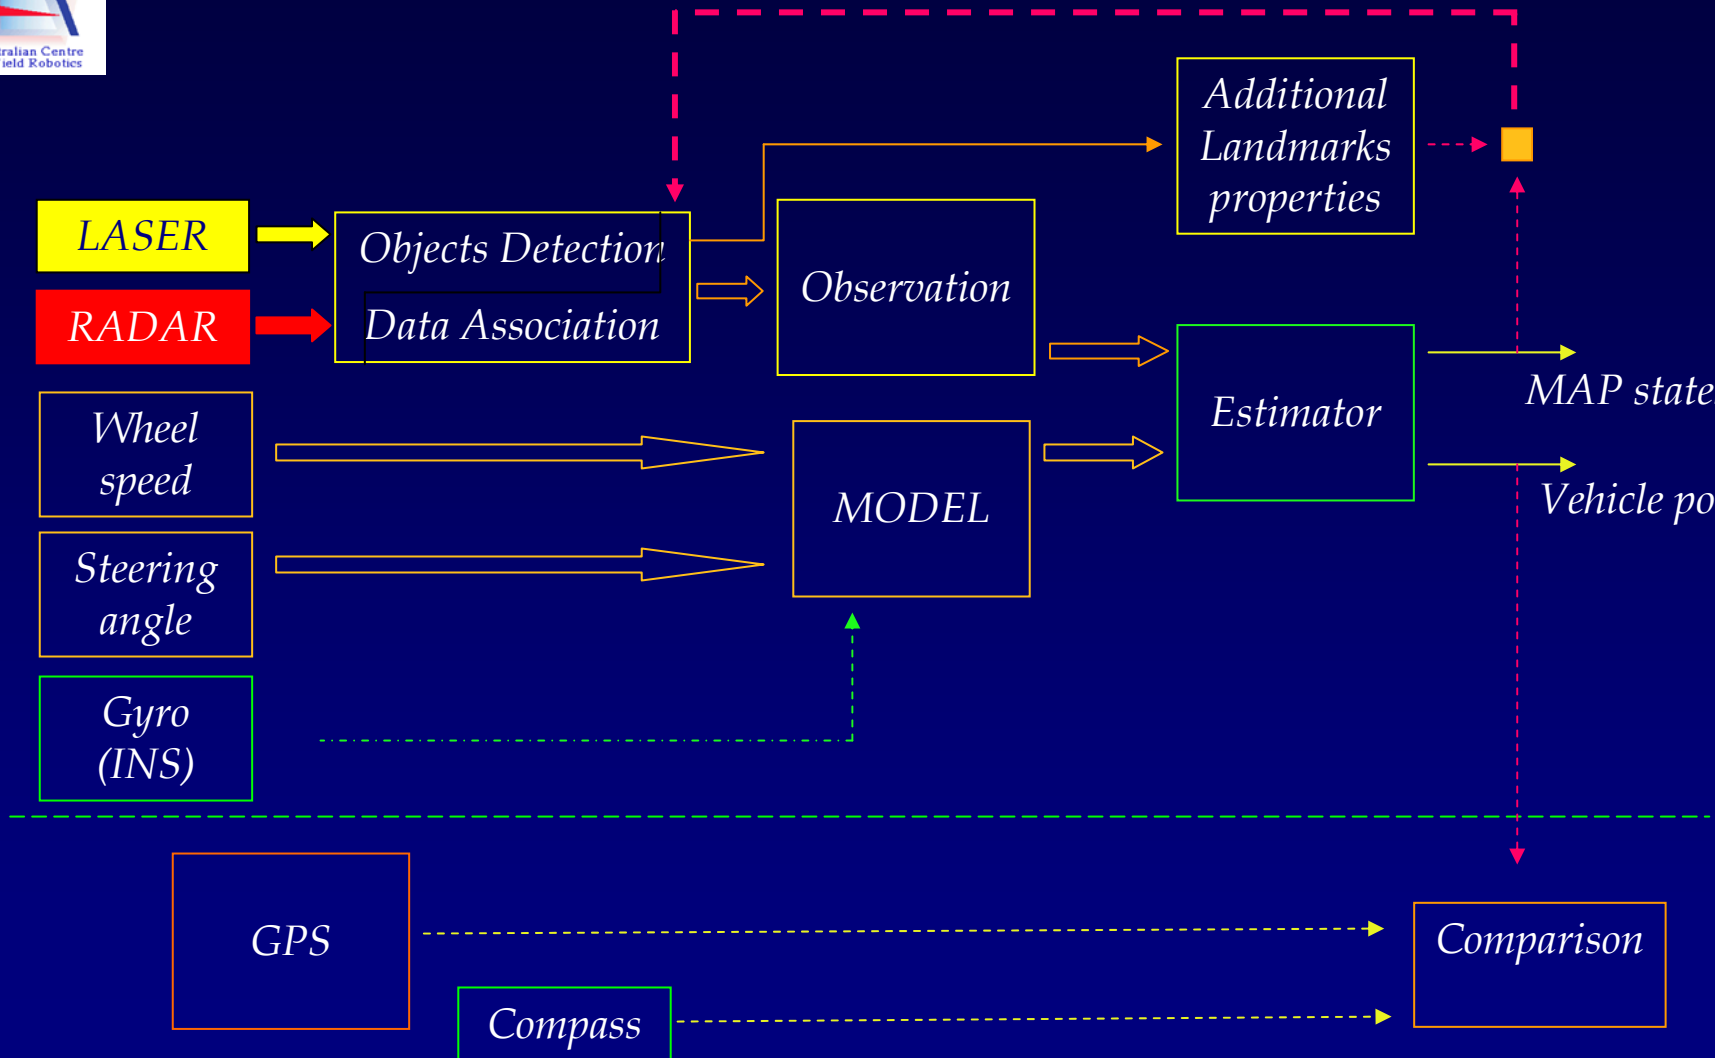 tralian Centre
ield Robotics
Additional
Landmarks
properties
LASER
Objects Detection
Observation
RADAR
Data Association
Wheel
speed
Estimator
MAP state
MODEL
Vehicle po
Steering
angle
Gyro
(INS)
GPS
Comparison
Compass